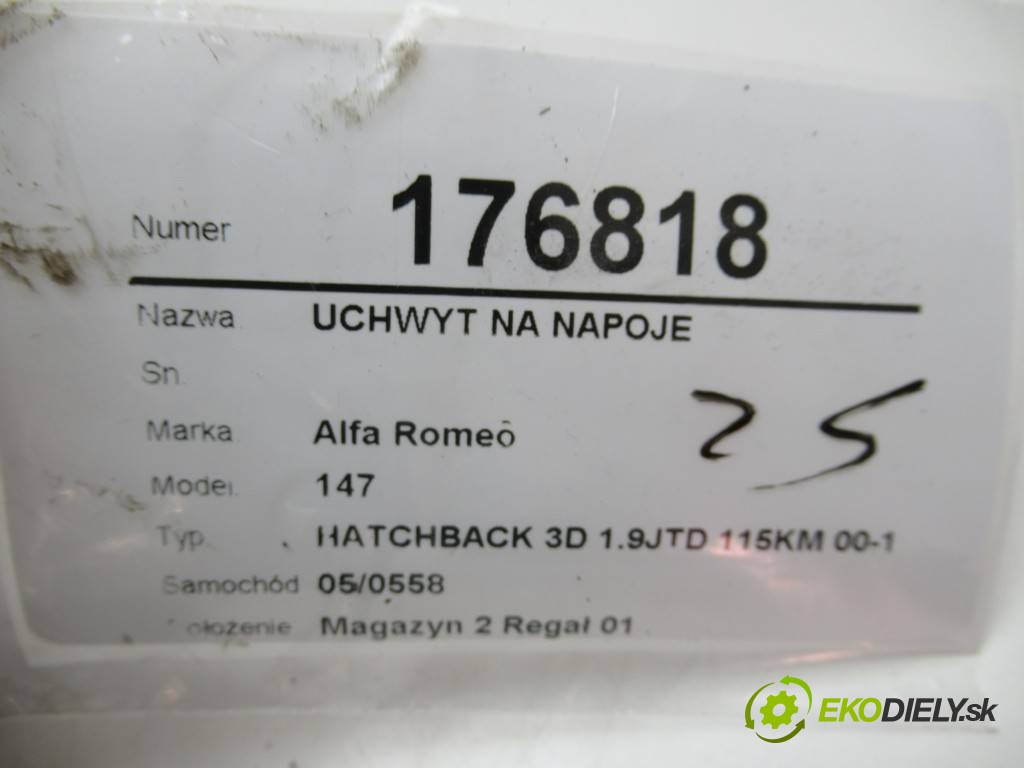 Numer 176818
Nazwa UCHWYT NA NAPOJE
Sn.
Marka Alfa Romeo
25
Model 147
Typ HATCHBACK 3D 1.9JTD 115KM 00-1
Samochód 05/0558
ołożenie Magazyn 2 Regał 01
EKODIELY.sk